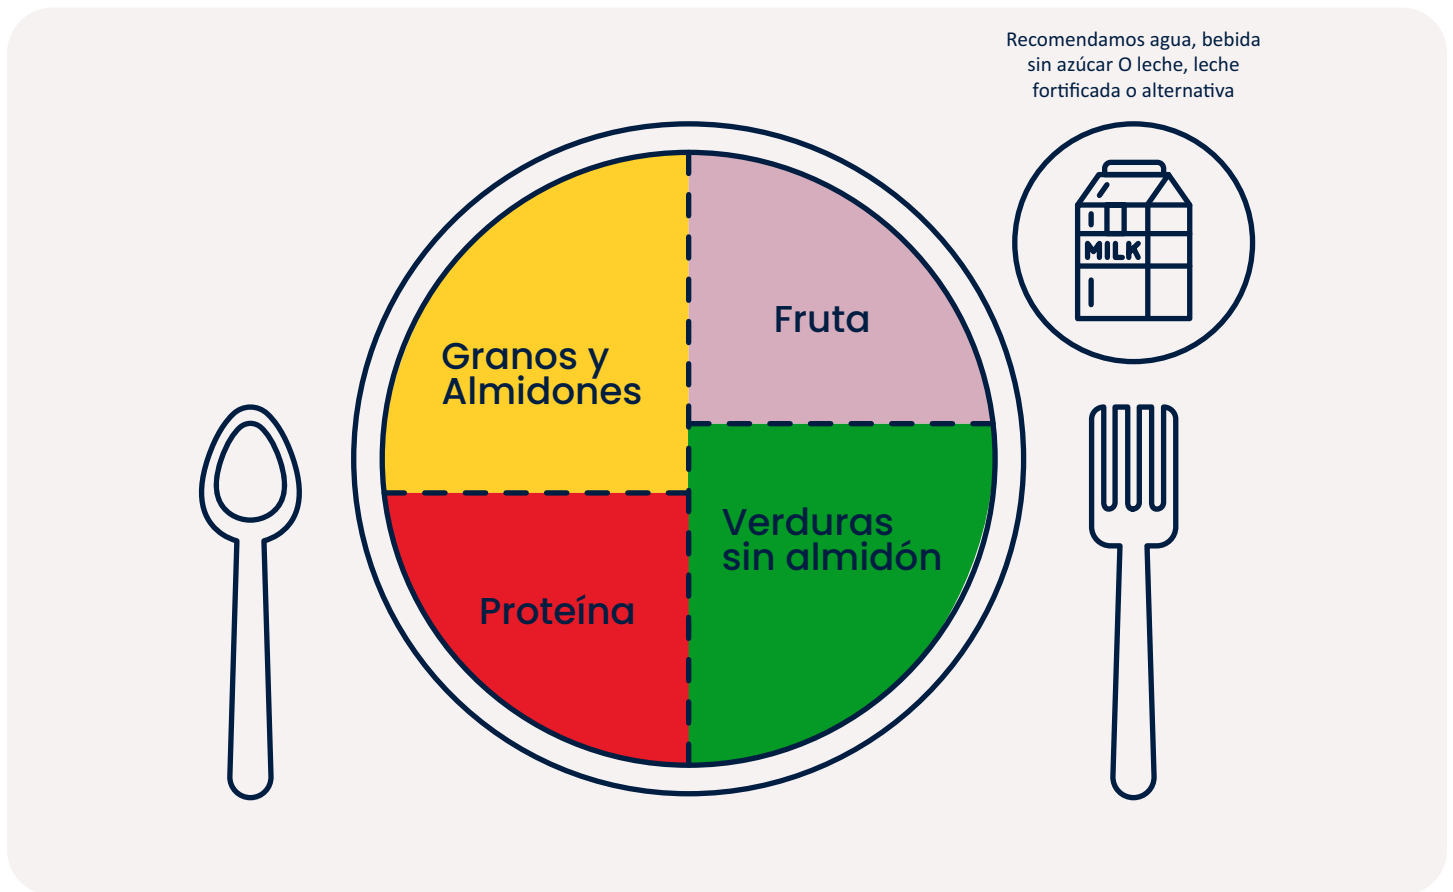 Recomendamos agua, bebida
sin azúcar O leche, leche
fortificada o alternativa
MILK
Fruta
Granos y
Almidones
Verduras
sin almidón
Proteína